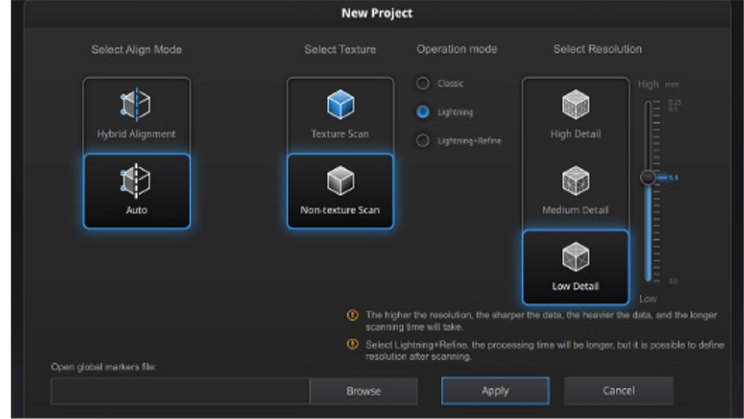 New Project
Select Align Mode
Select Texture
Operation mode
Select Resolution
Classic
High mm
Lightning
Hybrid Alignment
Texture Scan
Lightning+Refine
High Detail
Auto
Non-texture Scan
Medium Detail
Low Detail
3.0
Low
The higher the resolution, the sharper the data, the heavier the data, and the longer
scanning time will take.
Select Lightning+Refine, the processing time will be longer, but it is possible to define
resolution after scanning.
Open global markers file:
Browse
Apply
Cancel